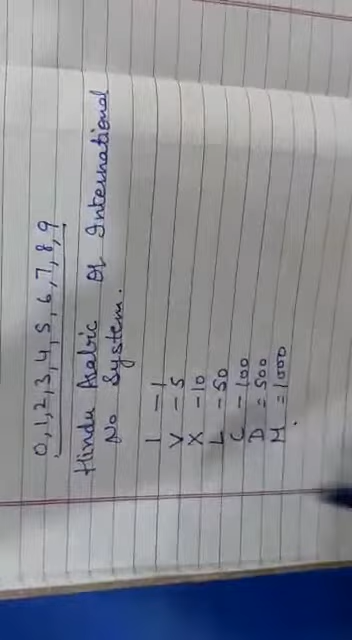 0,1,2,3,4,5,6,7,8,9
Hindu Arabic Or International
No System.
I - 1
V - 5
X - 10
L - 50
C - 100
D = 500
M = 1000